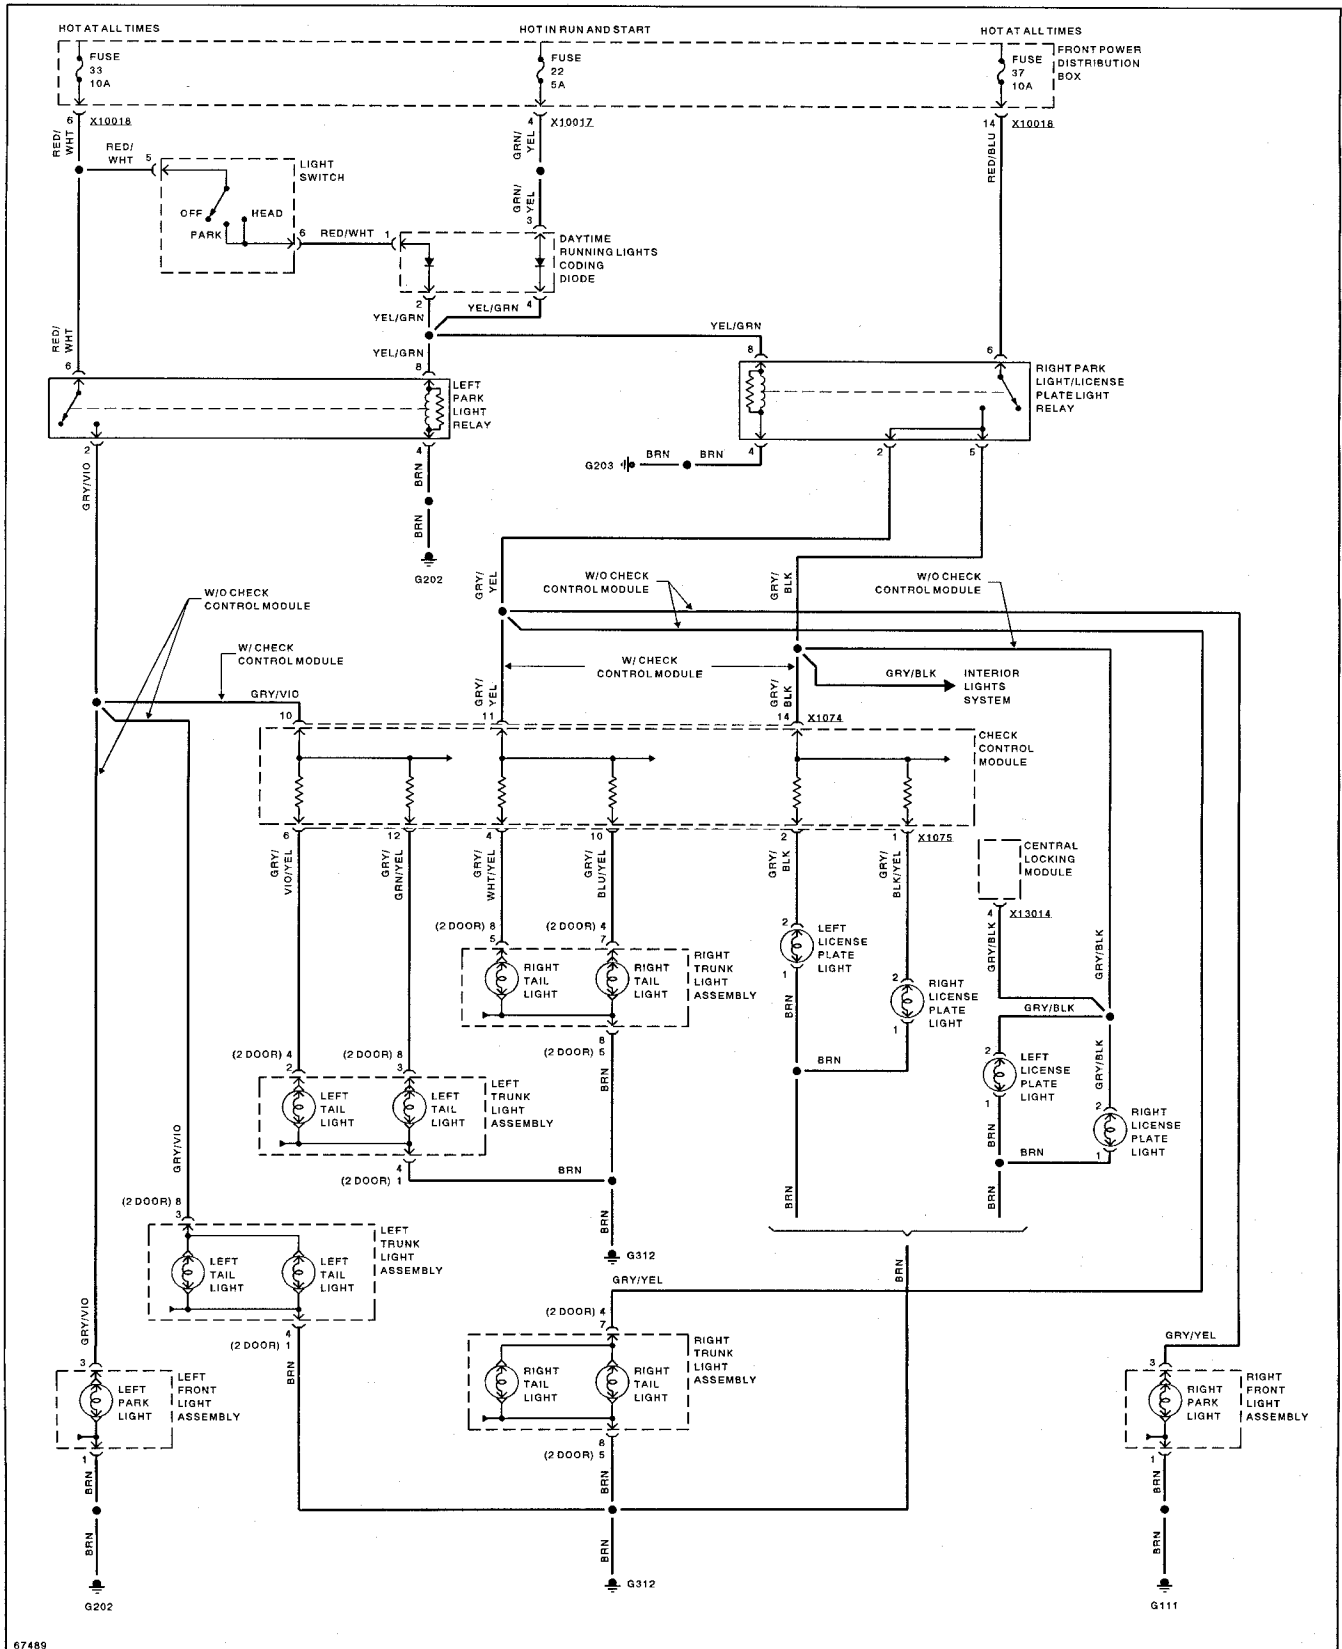 HOT AT ALL TIMES
HOT IN RUN AND START
HOT AT ALL TIMES
FUSE
33
10A
FUSE
22
5A
FUSE
37
10A
FRONT POWER
DISTRIBUTION
BOX
6 X10018
4 X10017
14 X10018
RED/
WHT
RED/
WHT
5
GRN/
YEL
RED/BLU
LIGHT
SWITCH
OFF
HEAD
PARK
6 RED/WHT 1
GRN/
YEL
3
DAYTIME
RUNNING LIGHTS
CODING
DIODE
2
YEL/GRN
4
YEL/GRN
YEL/GRN
RED/
WHT
YEL/GRN
6
8
8
6
LEFT
PARK
LIGHT
RELAY
RIGHT PARK
LIGHT/LICENSE
PLATE LIGHT
RELAY
2
4
4
2
5
GRY/VIO
BRN
G203
BRN
BRN
BRN
G202
GRY/
YEL
W/O CHECK
CONTROL MODULE
GRY/
BLK
W/O CHECK
CONTROL MODULE
W/O CHECK
CONTROL MODULE
W/ CHECK
CONTROL MODULE
W/ CHECK
CONTROL MODULE
GRY/BLK
INTERIOR
LIGHTS
SYSTEM
GRY/VIO
GRY/
YEL
GRY/
BLK
10
11
14 X1074
CHECK
CONTROL
MODULE
6
12
4
10
2
1 X1075
GRY/
VIO/YEL
GRY/
GRN/YEL
GRY/
WHT/YEL
GRY/
BLU/YEL
GRY/
BLK
GRY/
BLK/YEL
CENTRAL
LOCKING
MODULE
4 X13014
GRY/BLK
GRY/BLK
(2 DOOR) 8
5
(2 DOOR) 4
7
2
LEFT
LICENSE
PLATE
LIGHT
1
RIGHT
TAIL
LIGHT
RIGHT
TAIL
LIGHT
RIGHT
TRUNK
LIGHT
ASSEMBLY
2
RIGHT
LICENSE
PLATE
LIGHT
1
BRN
GRY/BLK
8
(2 DOOR) 5
BRN
BRN
GRY/BLK
(2 DOOR) 4
2
(2 DOOR) 8
3
2
LEFT
LICENSE
PLATE
LIGHT
1
LEFT
TAIL
LIGHT
LEFT
TAIL
LIGHT
LEFT
TRUNK
LIGHT
ASSEMBLY
2
RIGHT
LICENSE
PLATE
LIGHT
1
BRN
BRN
GRY/VIO
4
(2 DOOR) 1
BRN
BRN
BRN
BRN
(2 DOOR) 8
3
LEFT
TRUNK
LIGHT
ASSEMBLY
LEFT
TAIL
LIGHT
LEFT
TAIL
LIGHT
G312
BRN
GRY/YEL
GRY/VIO
4
(2 DOOR) 1
BRN
(2 DOOR) 4
7
RIGHT
TRUNK
LIGHT
ASSEMBLY
RIGHT
TAIL
LIGHT
RIGHT
TAIL
LIGHT
GRY/YEL
3
LEFT
PARK
LIGHT
LEFT
FRONT
LIGHT
ASSEMBLY
3
RIGHT
PARK
LIGHT
RIGHT
FRONT
LIGHT
ASSEMBLY
8
(2 DOOR) 5
1
BRN
BRN
1
BRN
BRN
BRN
BRN
G202
G312
G111
67489